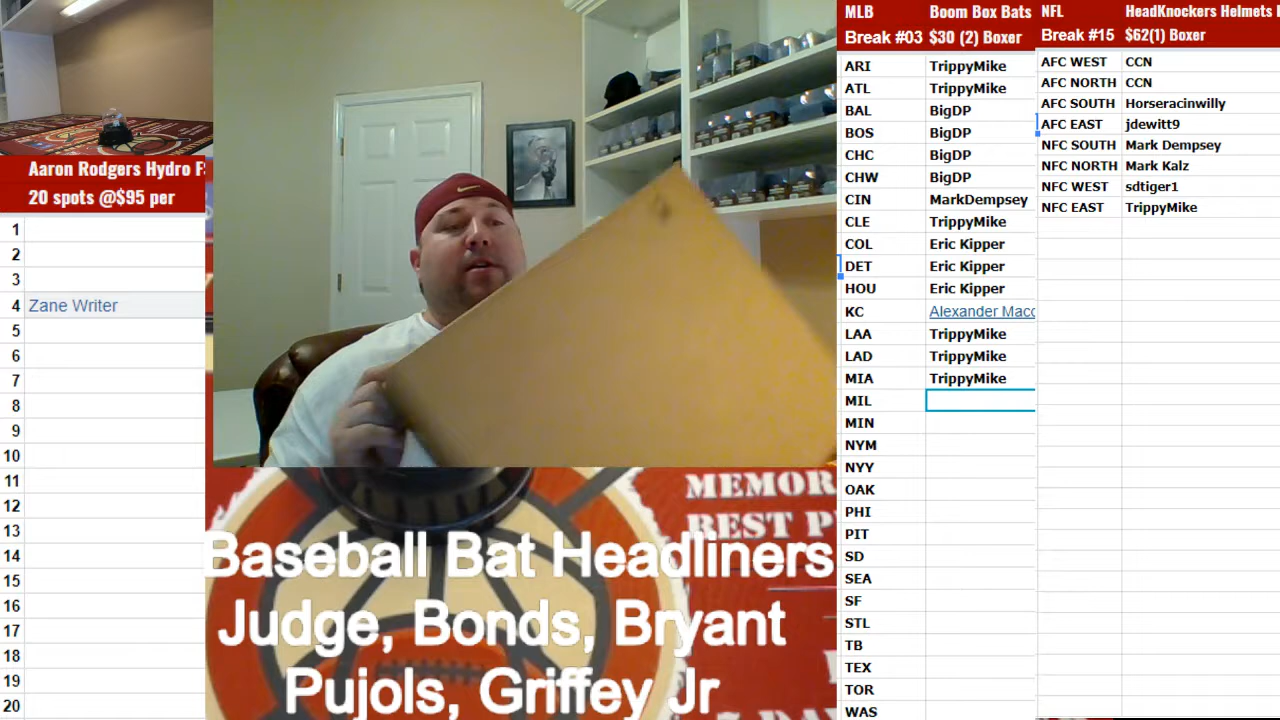 Aaron Rodgers Hydro F
20 spots @$95 per
1
2
3
4 Zane Writer
5
6
7
8
9
10
11
12
13
14
15
16
17
18
19
20
MEMOR
REST P
Baseball Bat Headliners
Judge, Bonds, Bryant
Pujols, Griffey Jr
MLB Boom Box Bats
Break #03 $30 (2) Boxer
ARI TrippyMike
ATL TrippyMike
BAL BigDP
BOS BigDP
CHC BigDP
CHW BigDP
CIN MarkDempsey
CLE TrippyMike
COL Eric Kipper
DET Eric Kipper
HOU Eric Kipper
KC Alexander Macc
LAA TrippyMike
LAD TrippyMike
MIA TrippyMike
MIL
MIN
NYM
NYY
OAK
PHI
PIT
SD
SEA
SF
STL
TB
TEX
TOR
WAS
NFL HeadKnockers Helmets
Break #15 $62(1) Boxer
AFC WEST CCN
AFC NORTH CCN
AFC SOUTH Horseracinwilly
AFC EAST jdewitt9
NFC SOUTH Mark Dempsey
NFC NORTH Mark Kalz
NFC WEST sdtiger1
NFC EAST TrippyMike